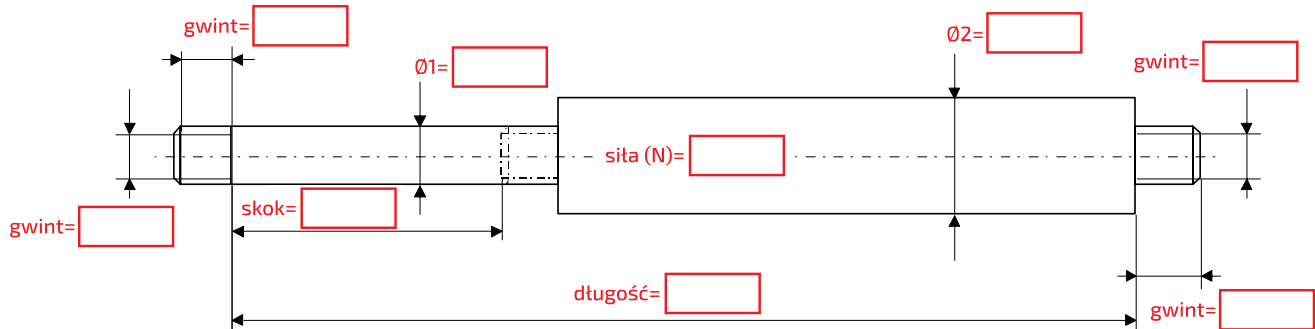 gwint=
Ø2=
Ø1=
gwint=
siła (N)=
skok=
gwint=
długość=
gwint=